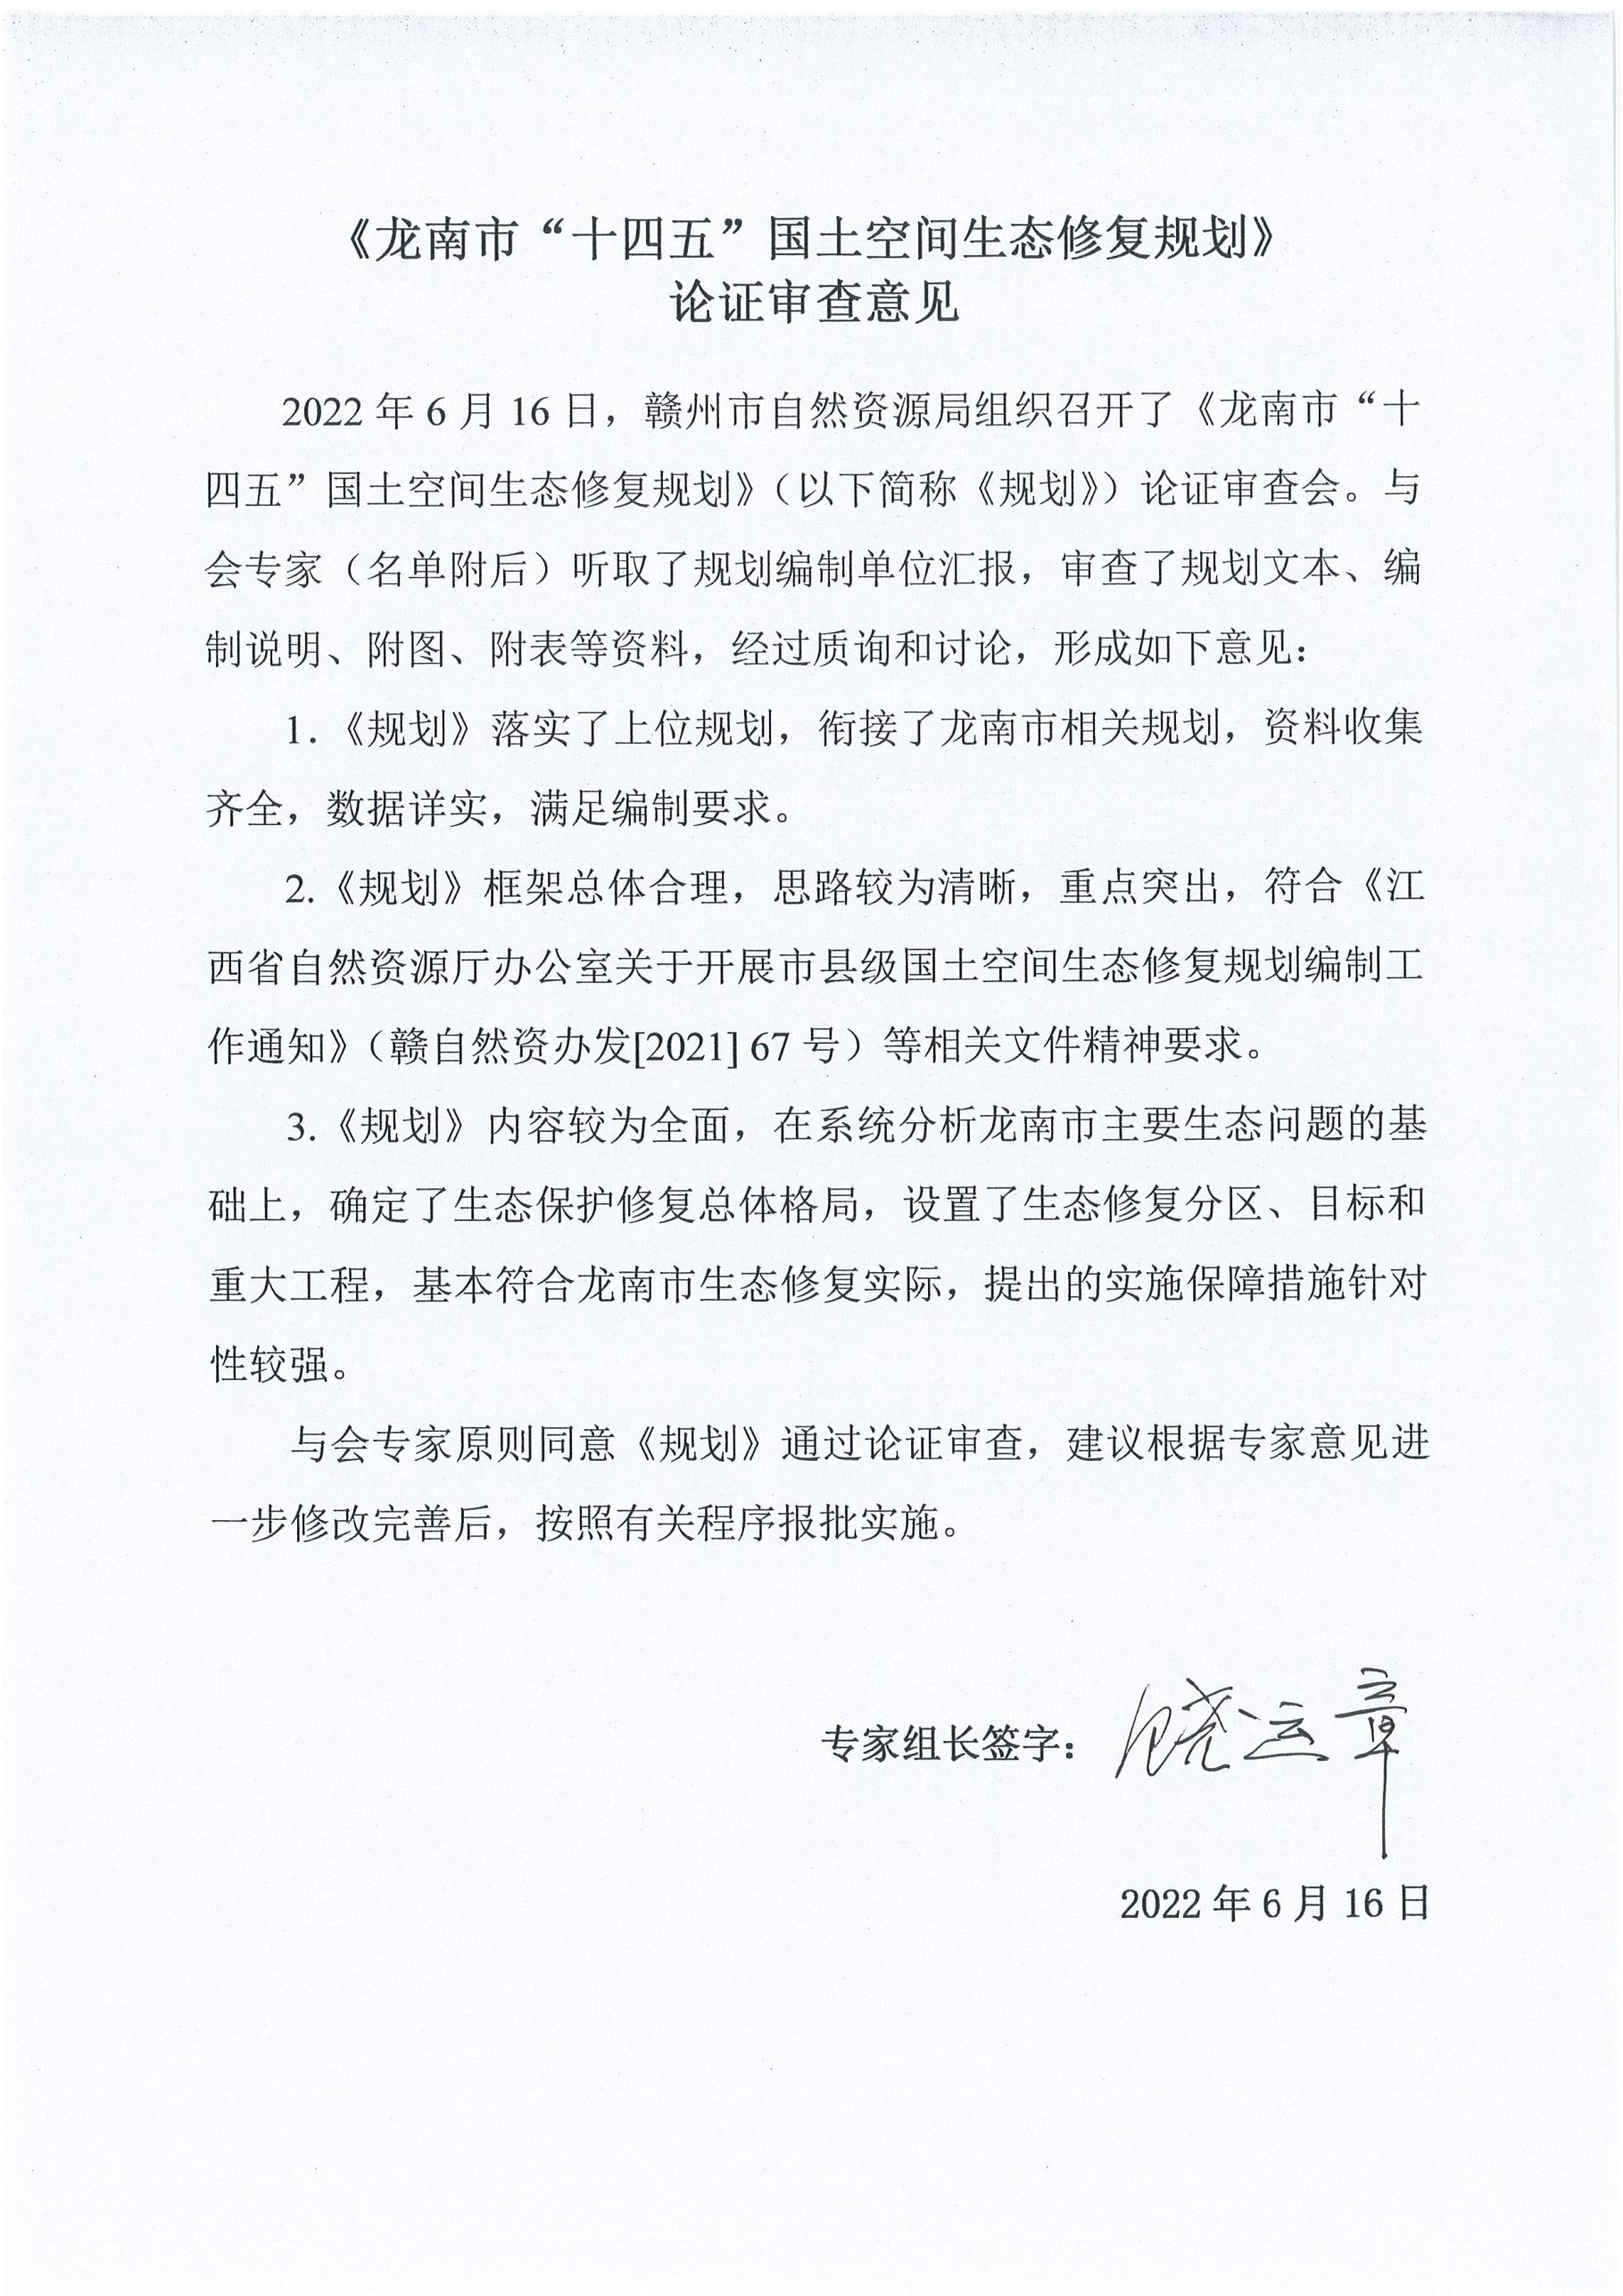 《龙南市“十四五”国土空间生态修复规划》
论证审查意见
2022 年 6 月 16 日，赣州市自然资源局组织召开了《龙南市“十
四五”国土空间生态修复规划》（以下简称《规划》）论证审查会。与
会专家（名单附后）听取了规划编制单位汇报，审查了规划文本、编
制说明、附图、附表等资料，经过质询和讨论，形成如下意见：
1.《规划》落实了上位规划，衔接了龙南市相关规划，资料收集
齐全，数据详实，满足编制要求。
2.《规划》框架总体合理，思路较为清晰，重点突出，符合《江
西省自然资源厅办公室关于开展市县级国土空间生态修复规划编制工
作通知》（赣自然资办发[2021] 67 号）等相关文件精神要求。
3.《规划》内容较为全面，在系统分析龙南市主要生态问题的基
础上，确定了生态保护修复总体格局，设置了生态修复分区、目标和
重大工程，基本符合龙南市生态修复实际，提出的实施保障措施针对
性较强。
与会专家原则同意《规划》通过论证审查，建议根据专家意见进
一步修改完善后，按照有关程序报批实施。
专家组长签字：饶运章
2022 年 6 月 16 日